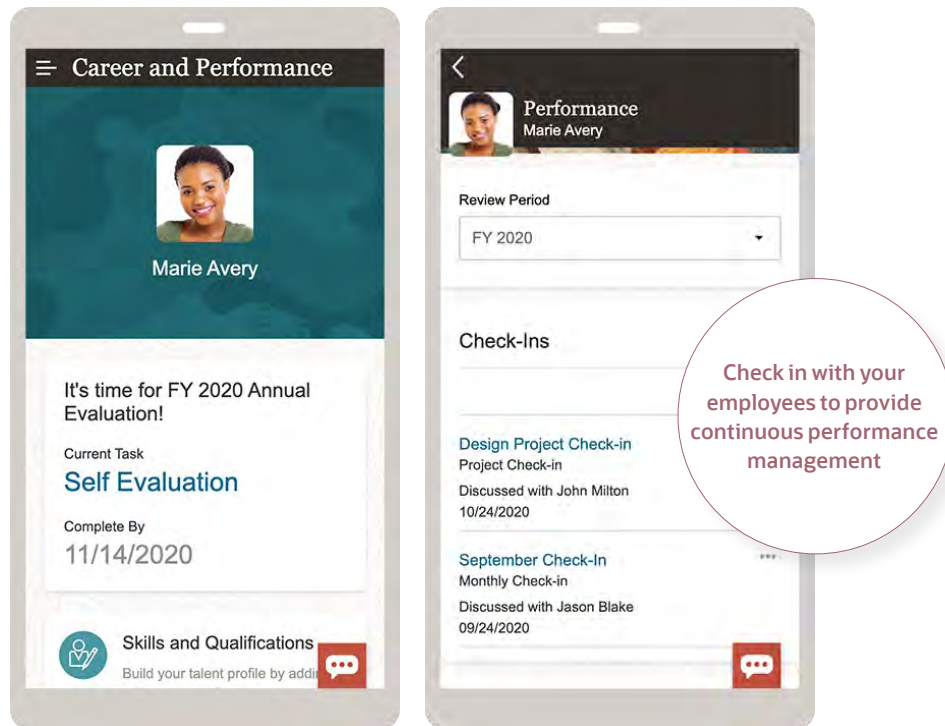 Career and Performance
Marie Avery
It's time for FY 2020 Annual
Evaluation!
Current Task
Self Evaluation
Complete By
11/14/2020
Skills and Qualifications
Build your talent profile by
Performance
Marie Avery
Review Period
FY 2020
Check-Ins
Design Project Check-in
Project Check-in
Discussed with John Milton
10/24/2020
September Check-In
Monthly Check-in
Discussed with Jason Blake
09/24/2020
Check in with your
employees to provide
continuous performance
management